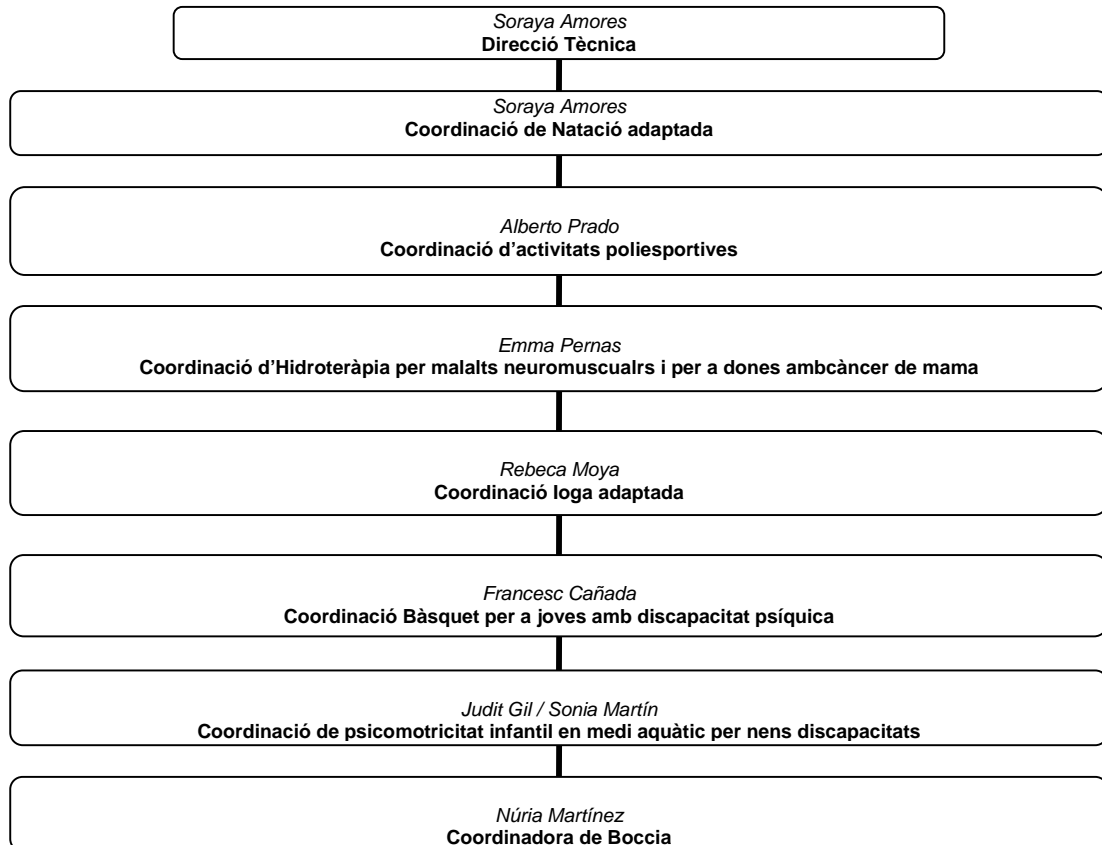 Soraya Amores
Direcció Tècnica
Soraya Amores
Coordinació de Natació adaptada
Alberto Prado
Coordinació d’activitats poliesportives
Emma Pernas
Coordinació d’Hidroteràpia per malalts neuromuscualrs i per a dones ambcàncer de mama
Rebeca Moya
Coordinació Ioga adaptada
Francesc Cañada
Coordinació Bàsquet per a joves amb discapacitat psíquica
Judit Gil / Sonia Martín
Coordinació de psicomotricitat infantil en medi aquàtic per nens discapacitats
Núria Martínez
Coordinadora de Boccia